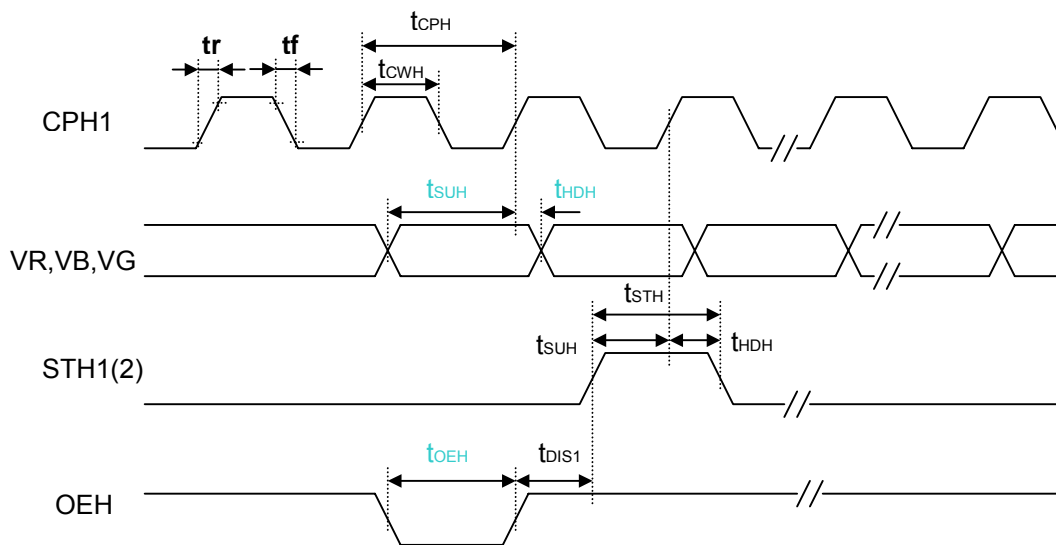 tCPH
tr
tf
tCWH
CPH1
tSUH
tHDH
VR,VB,VG
tSTH
tSUH
tHDH
STH1(2)
tOEH
tDIS1
OEH